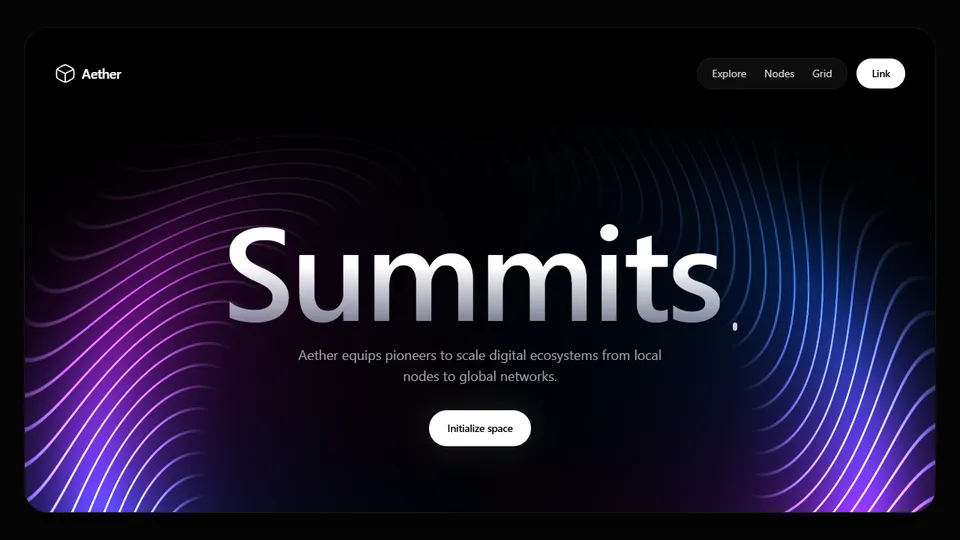 Aether
Explore Nodes Grid Link
Summits
Aether equips pioneers to scale digital ecosystems from local
nodes to global networks.
Initialize space